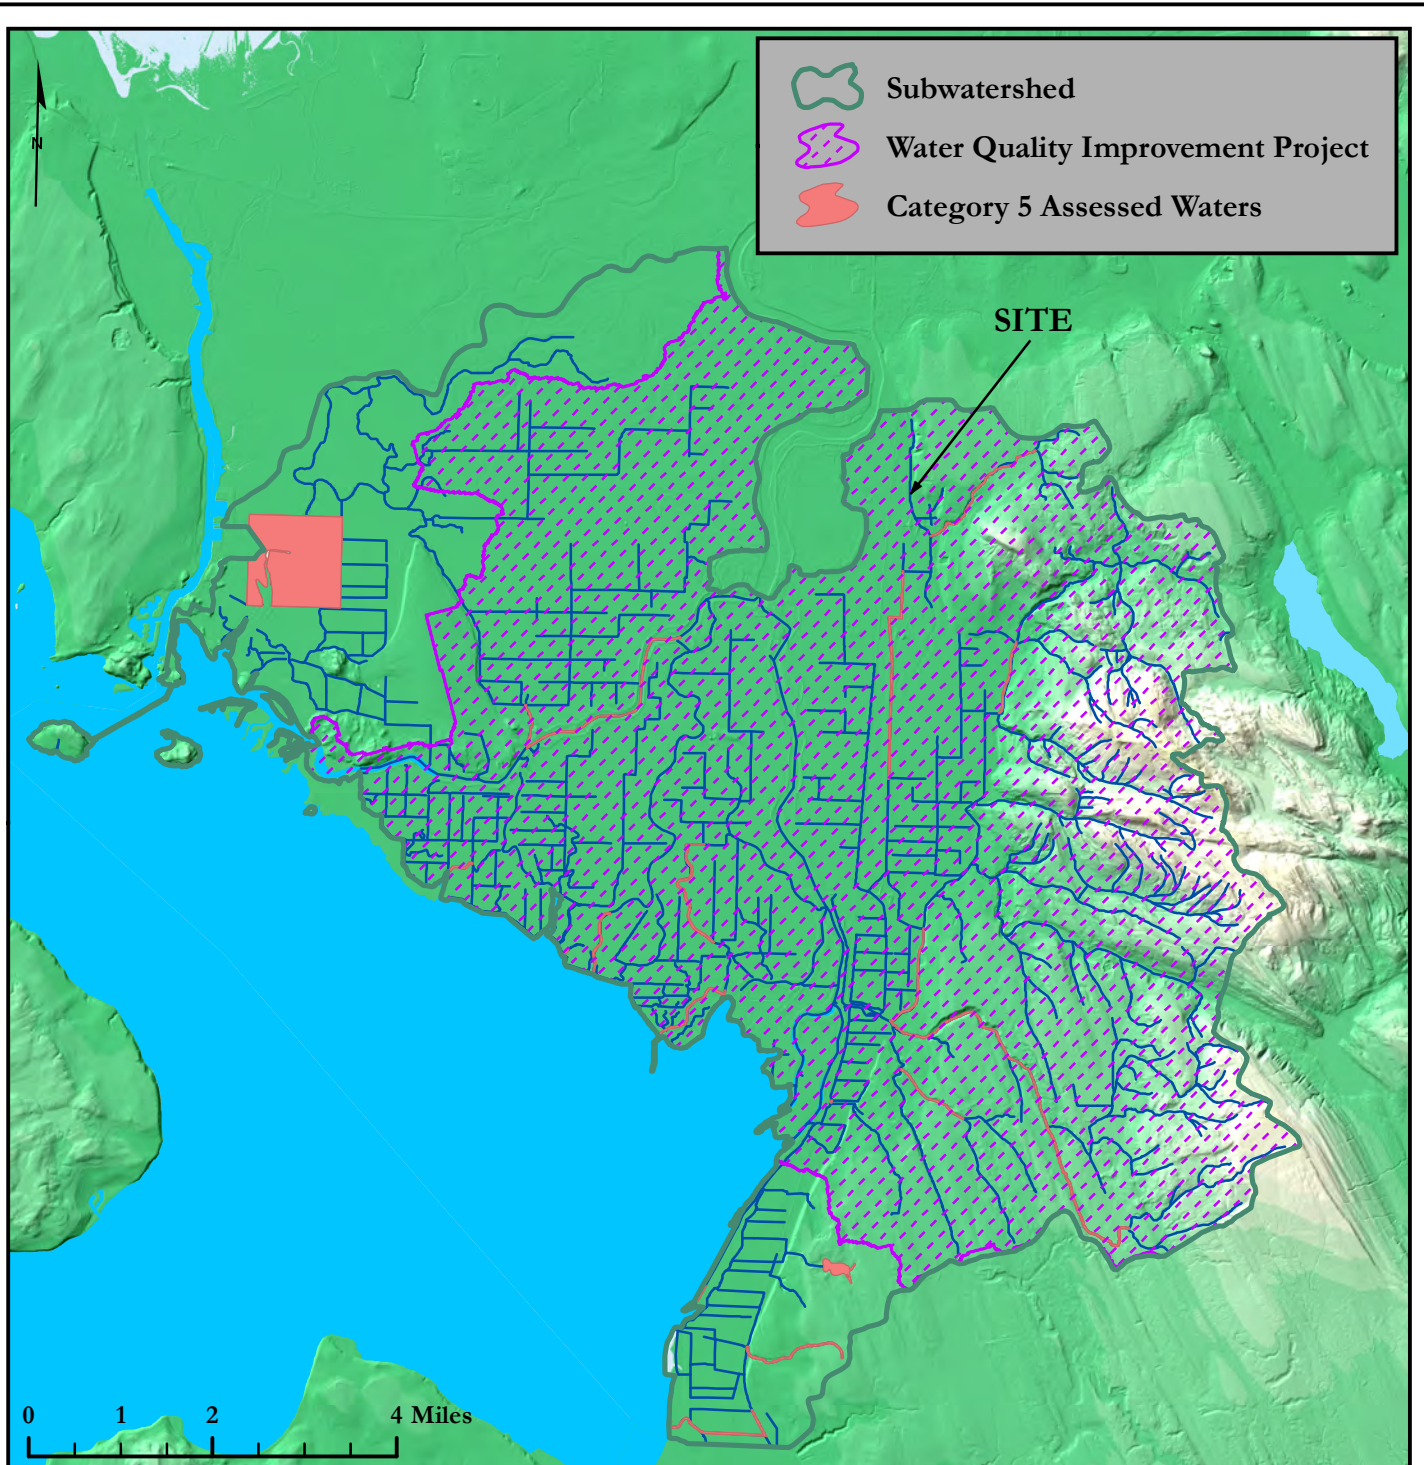 Subwatershed
Water Quality Improvement Project
Category 5 Assessed Waters
N
SITE
0 1 2 4 Miles